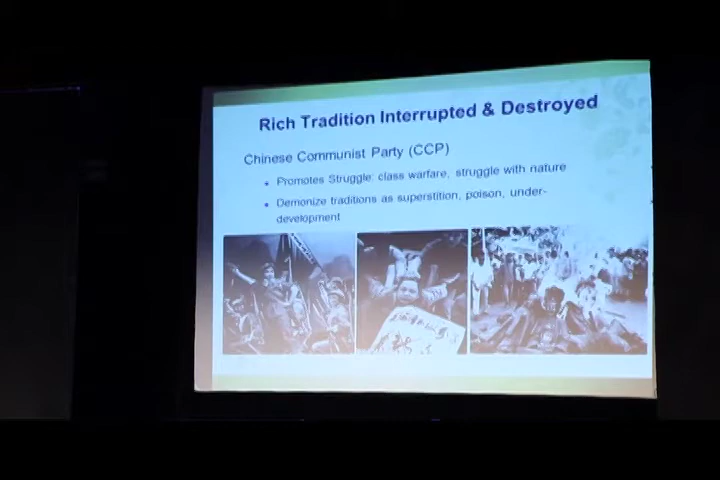 Rich Tradition Interrupted & Destroyed
Chinese Communist Party (CCP)
• Promotes Struggle: class warfare, struggle with nature
• Demonize traditions as superstition, poison, under-
development